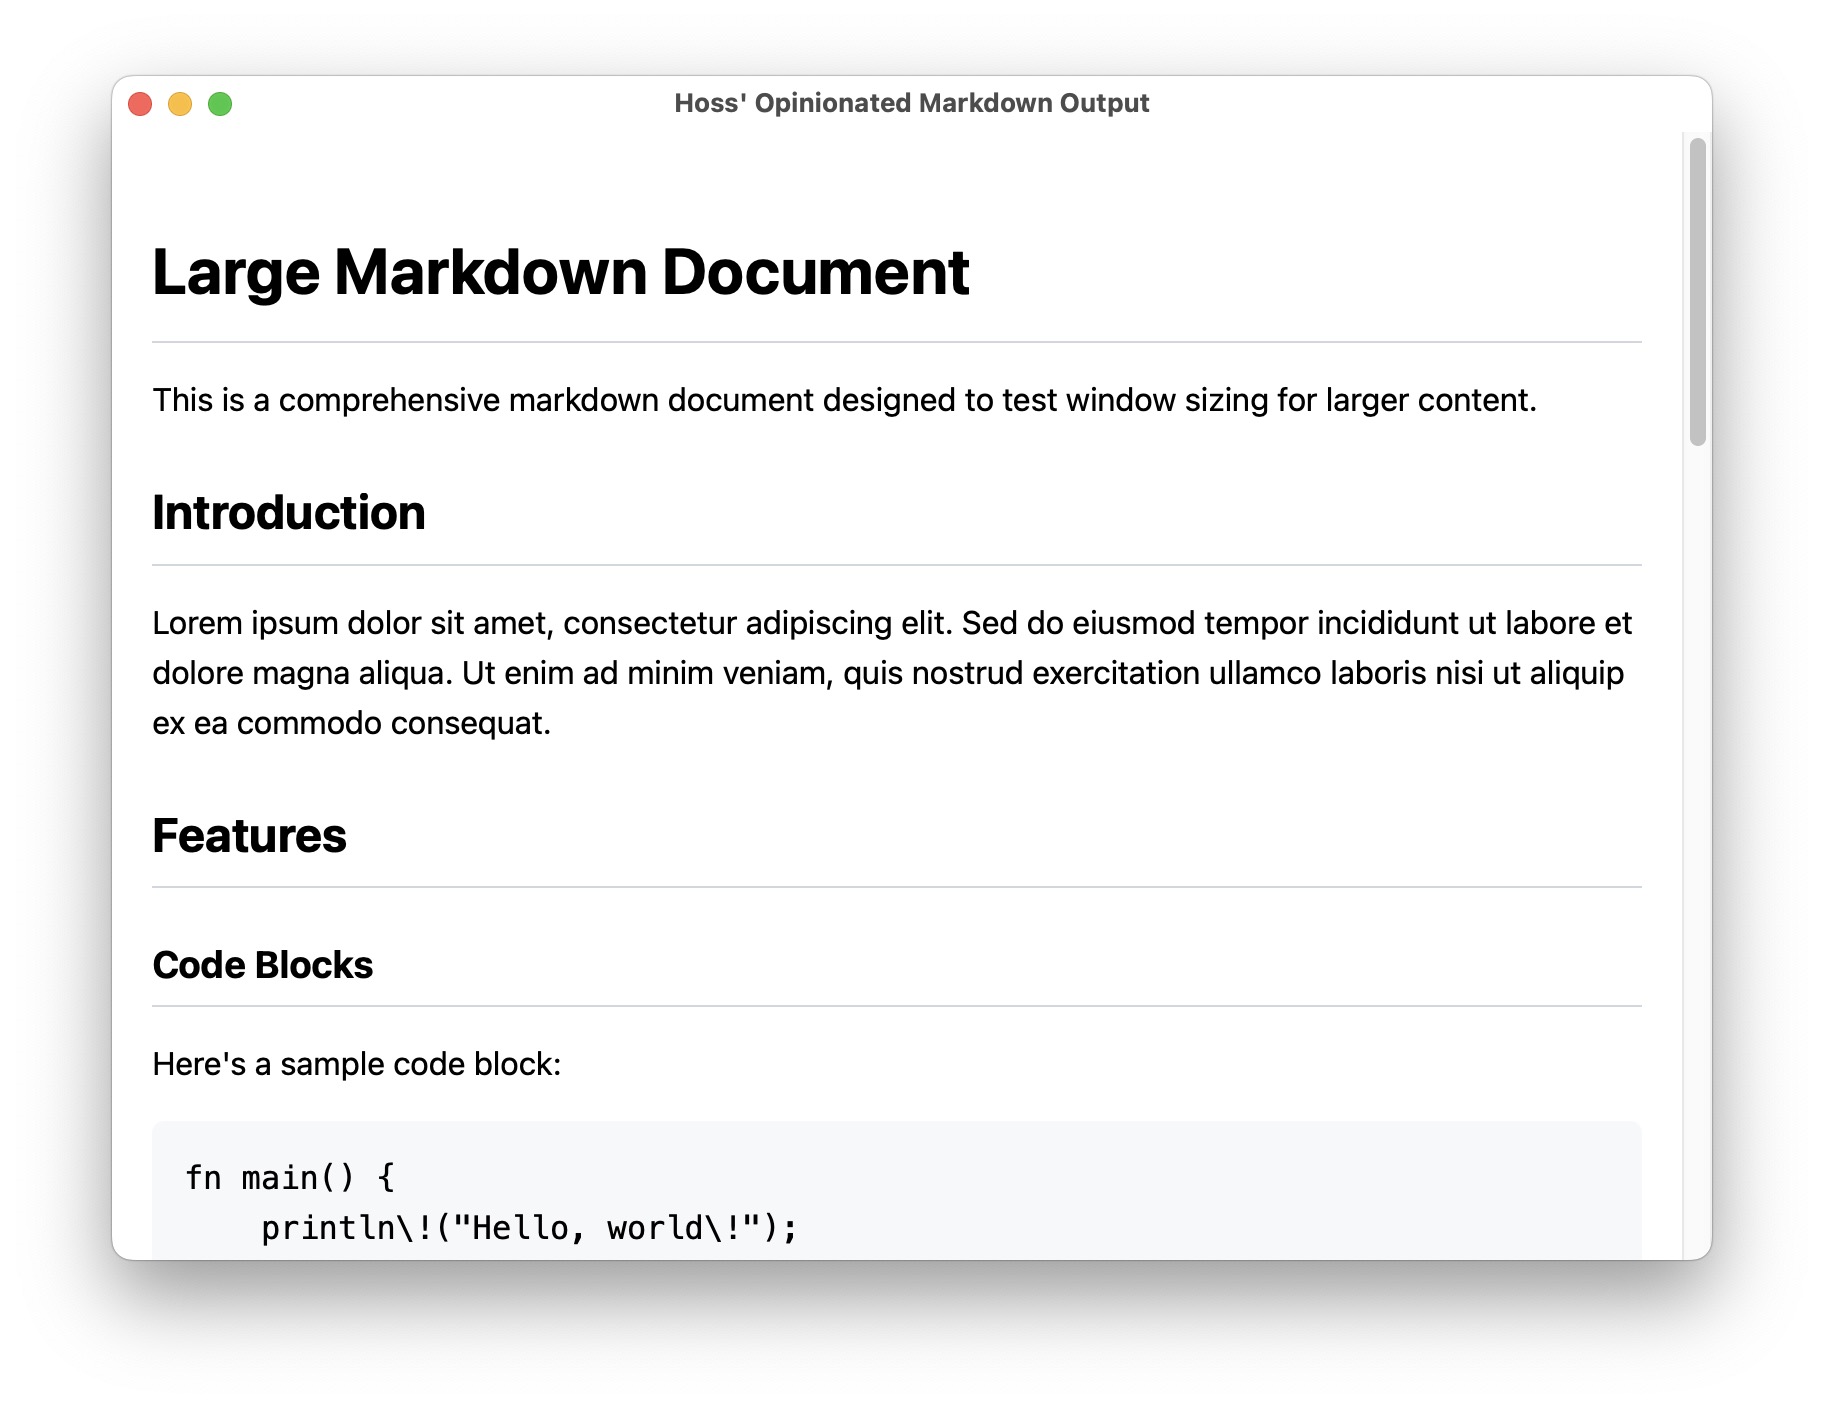 Hoss' Opinionated Markdown Output
Large Markdown Document
This is a comprehensive markdown document designed to test window sizing for larger content.
Introduction
Lorem ipsum dolor sit amet, consectetur adipiscing elit. Sed do eiusmod tempor incididunt ut labore et
dolore magna aliqua. Ut enim ad minim veniam, quis nostrud exercitation ullamco laboris nisi ut aliquip
ex ea commodo consequat.
Features
Code Blocks
Here's a sample code block:
fn main() {
    println\!("Hello, world\!");